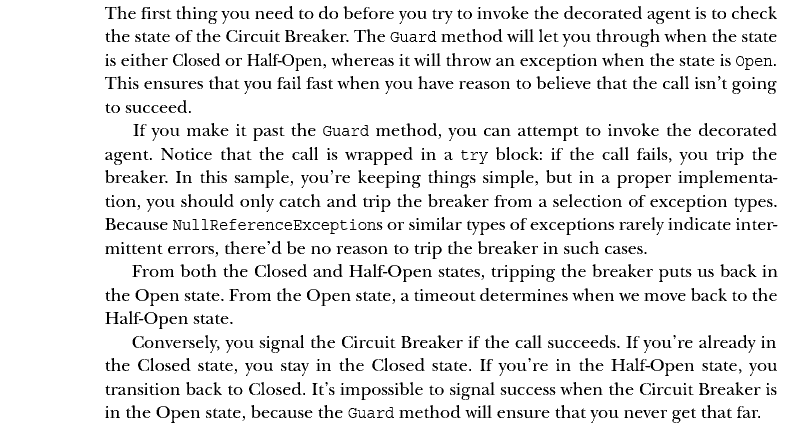 The first thing you need to do before you try to invoke the decorated agent is to check
the state of the Circuit Breaker. The Guard method will let you through when the state
is either Closed or Half-Open, whereas it will throw an exception when the state is Open.
This ensures that you fail fast when you have reason to believe that the call isn't going
to succeed.
If you make it past the Guard method, you can attempt to invoke the decorated
agent. Notice that the call is wrapped in a try block: if the call fails, you trip the
breaker. In this sample, you're keeping things simple, but in a proper implementa-
tion, you should only catch and trip the breaker from a selection of exception types.
Because NullReferenceExceptions or similar types of exceptions rarely indicate inter-
mittent errors, there'd be no reason to trip the breaker in such cases.
From both the Closed and Half-Open states, tripping the breaker puts us back in
the Open state. From the Open state, a timeout determines when we move back to the
Half-Open state.
Conversely, you signal the Circuit Breaker if the call succeeds. If you're already in
the Closed state, you stay in the Closed state. If you're in the Half-Open state, you
transition back to Closed. It's impossible to signal success when the Circuit Breaker is
in the Open state, because the Guard method will ensure that you never get that far.